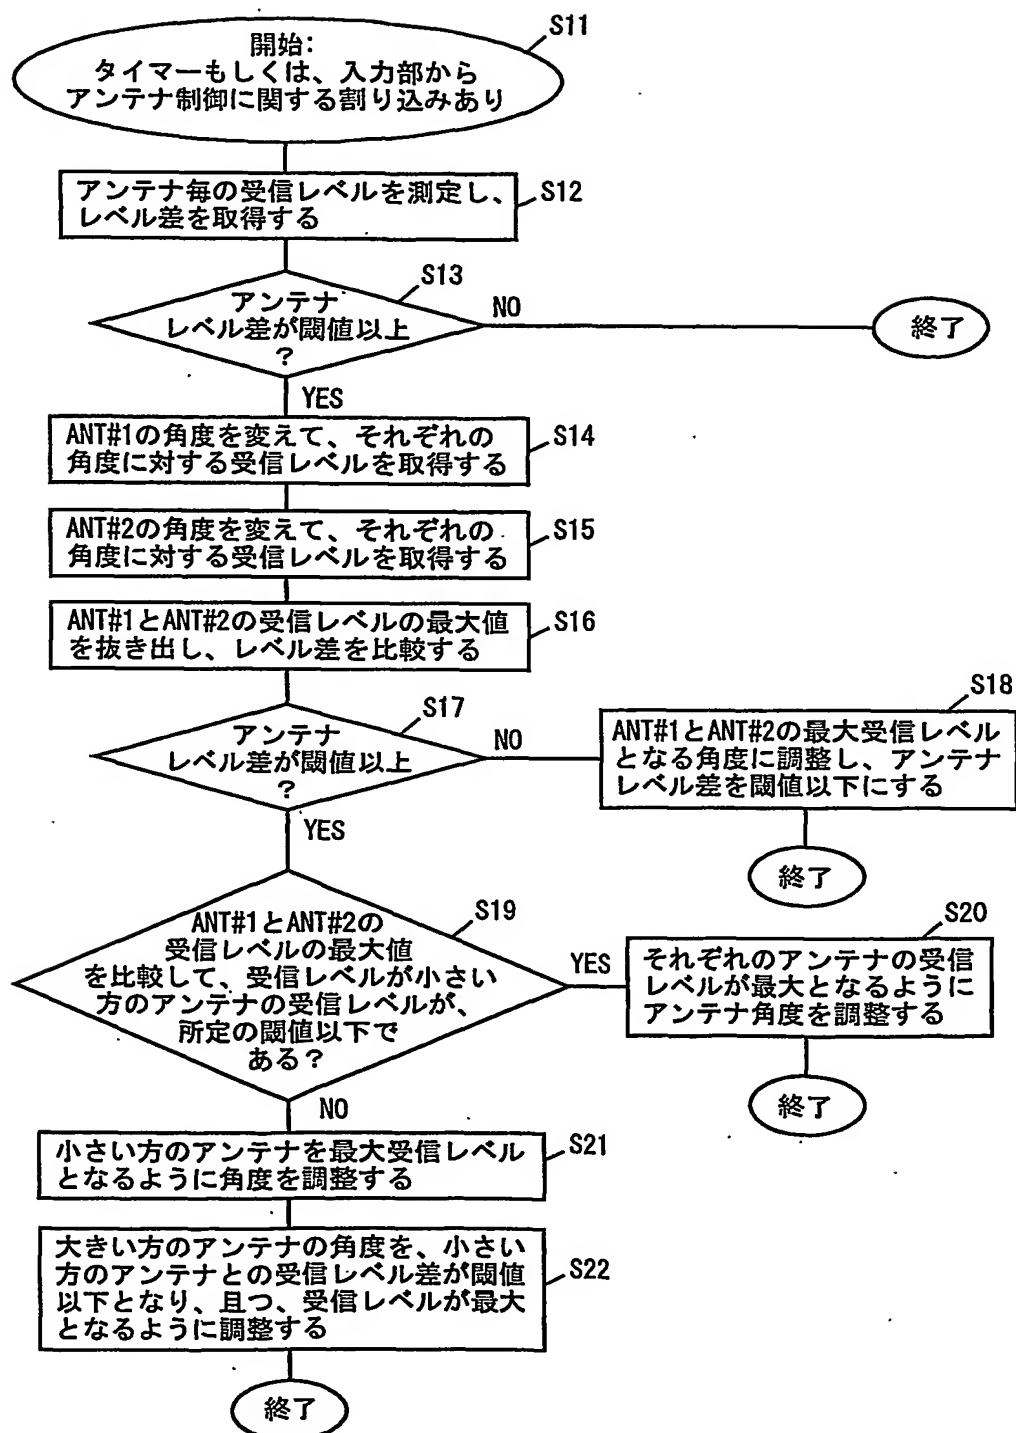 S11
開始:
タイマーもしくは、入力部から
アンテナ制御に関する割り込みあり
アンテナ毎の受信レベルを測定し、
レベル差を取得する
S12
S13
アンテナ
レベル差が閾値以上
?
NO
終了
YES
ANT#1の角度を変えて、それぞれの
角度に対する受信レベルを取得する
S14
ANT#2の角度を変えて、それぞれの
角度に対する受信レベルを取得する
S15
ANT#1とANT#2の受信レベルの最大値
を抜き出し、レベル差を比較する
S16
S17
アンテナ
レベル差が閾値以上
?
NO
S18
ANT#1とANT#2の最大受信レベル
となる角度に調整し、アンテナ
レベル差を閾値以下にする
終了
YES
S19
ANT#1とANT#2の
受信レベルの最大値
を比較して、受信レベルが小さい
方のアンテナの受信レベルが、
所定の閾値以下で
ある?
YES
S20
それぞれのアンテナの受信
レベルが最大となるように
アンテナ角度を調整する
終了
NO
小さい方のアンテナを最大受信レベル
となるように角度を調整する
S21
大きい方のアンテナの角度を、小さい
方のアンテナとの受信レベル差が閾値
以下となり、且つ、受信レベルが最大
となるように調整する
S22
終了